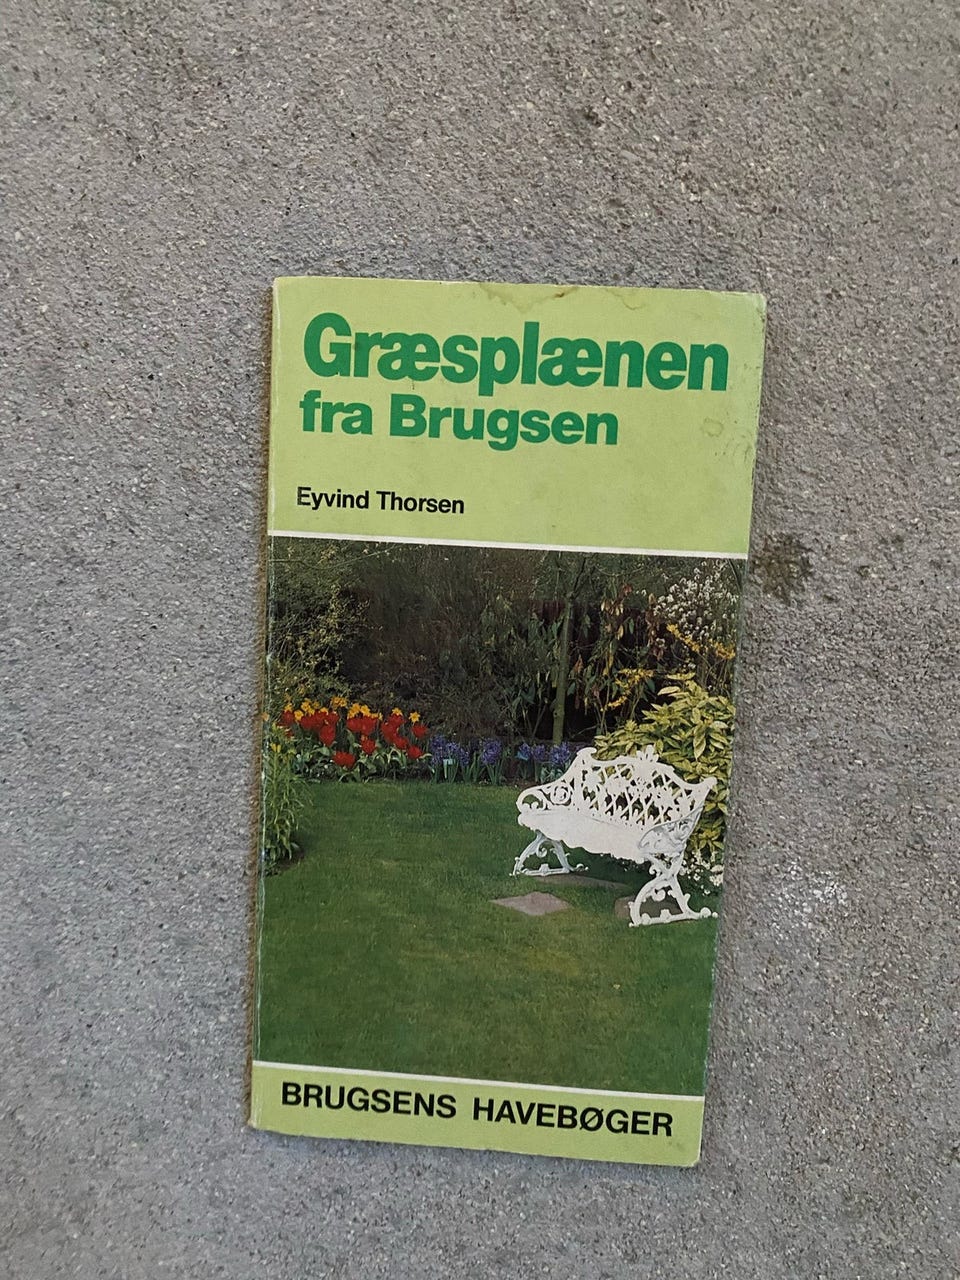 Græsplænen
fra Brugsen
Eyvind Thorsen
BRUGSENS HAVEBØGER